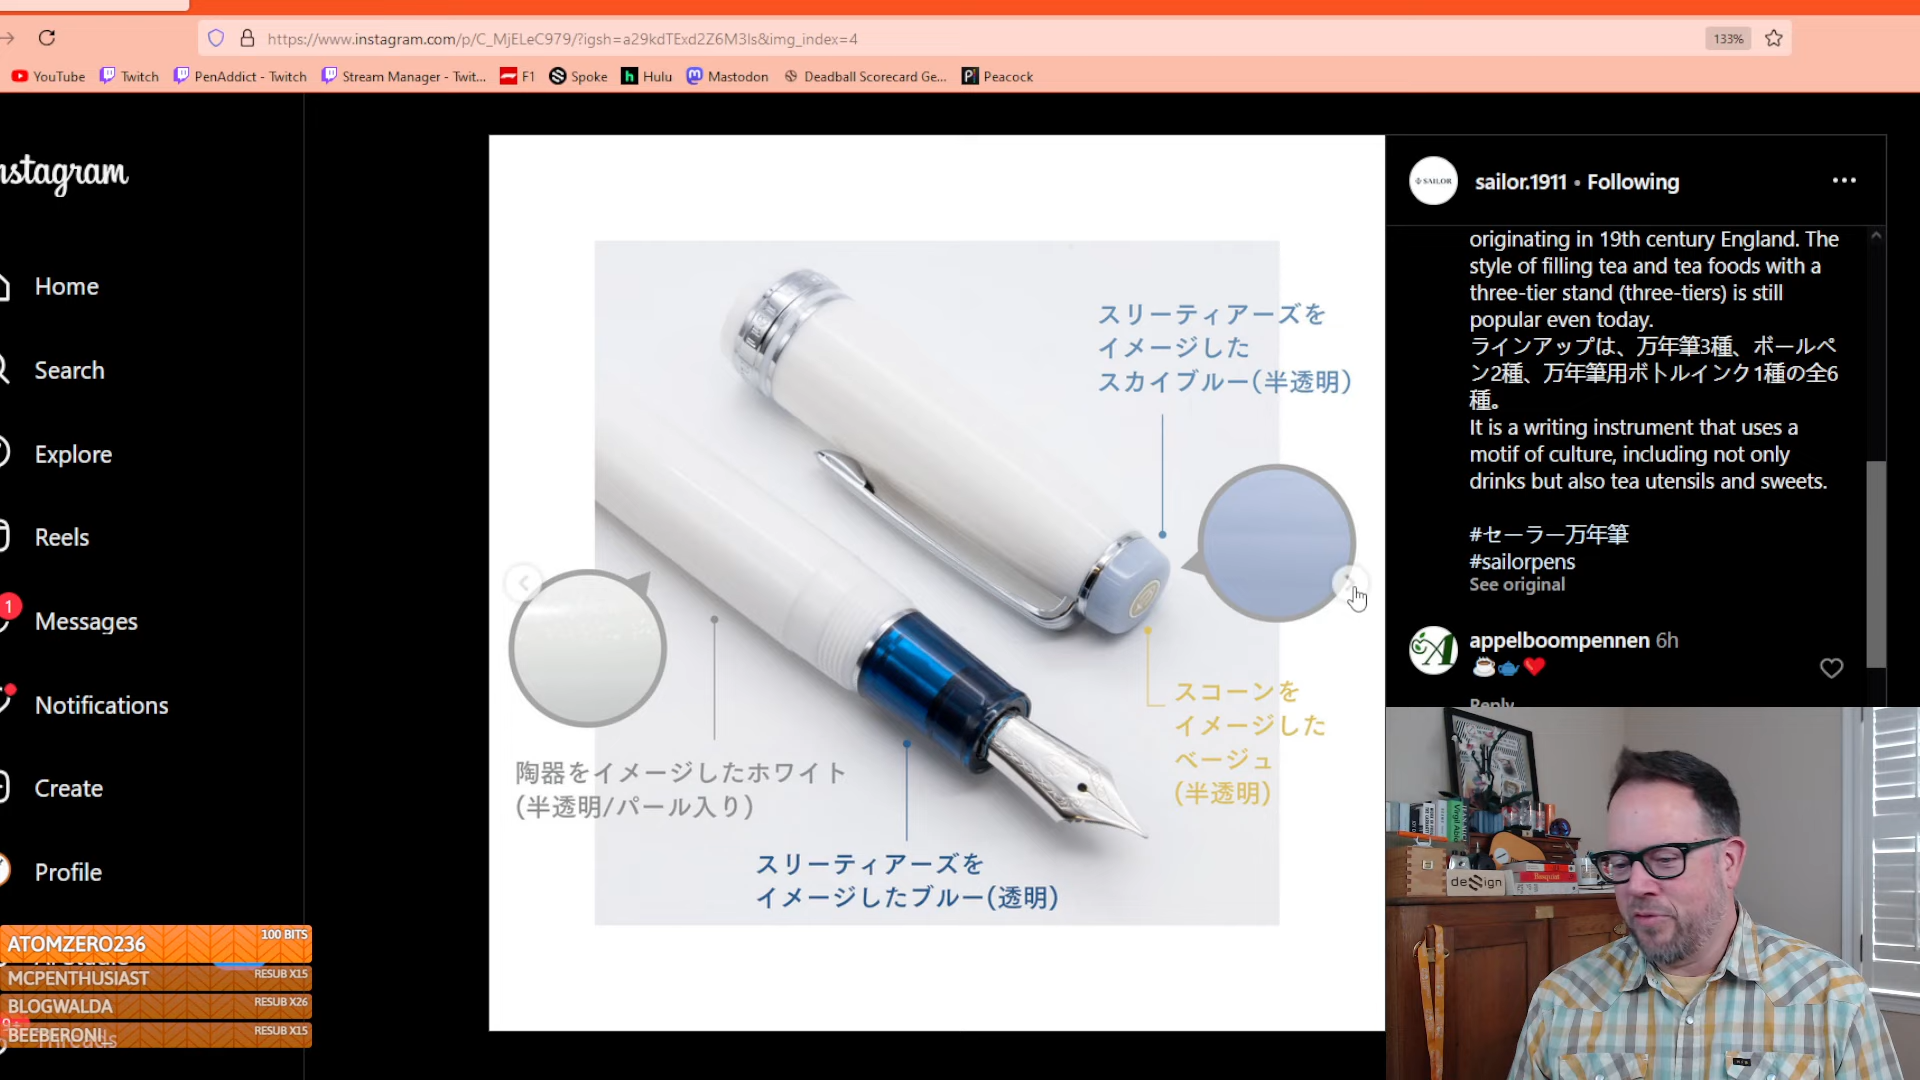 https://www.instagram.com/p/C_MjELeC979/?igsh=a29kdTExd2Z6M3ls&img_index=4
133%
YouTube
Twitch
PenAddict - Twitch
Stream Manager - Twit...
F1
Spoke
Hulu
Mastodon
Deadball Scorecard Ge...
Peacock
nstagram
Home
Search
Explore
Reels
1
Messages
Notifications
Create
Profile
ATOMZERO236 100 BITS
MCPENTHUSIAST RESUB X15
BLOGWALDA RESUB X26
BEEBERONI_ RESUB X15
スリーティアーズを
イメージした
スカイブルー(半透明)
陶器をイメージしたホワイト
(半透明/パール入り)
スコーンを
イメージした
ベージュ
(半透明)
スリーティアーズを
イメージしたブルー(透明)
SAILOR
sailor.1911 • Following
originating in 19th century England. The
style of filling tea and tea foods with a
three-tier stand (three-tiers) is still
popular even today.
ラインアップは、万年筆3種、ボールペ
ン2種、万年筆用ボトルインク1種の全6
種。
It is a writing instrument that uses a
motif of culture, including not only
drinks but also tea utensils and sweets.
#セーラー万年筆
#sailorpens
See original
appelboompennen 6h
Reply
design